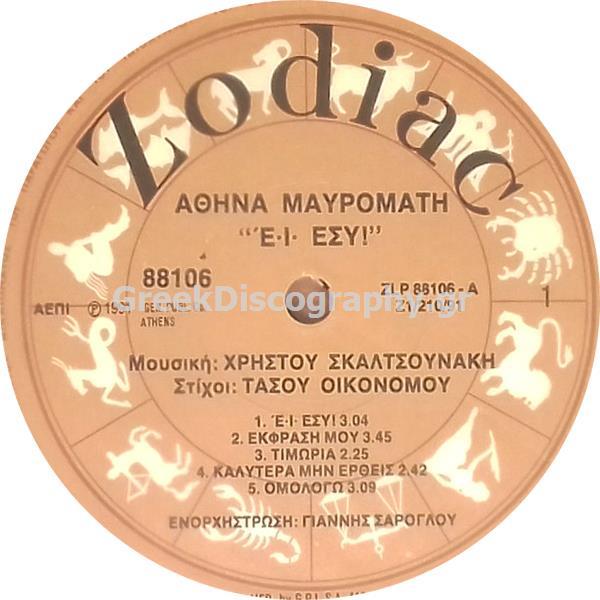 Zodiac
ΑΘΗΝΑ ΜΑΥΡΟΜΑΤΗ
“Έ·Ι· ΕΣΥ!”
88106
ZLP 88106 - A
GreekDiscography.gr
ΑΕΠΙ
ATHENS
1
Μουσική: ΧΡΗΣΤΟΥ ΣΚΑΛΤΣΟΥΝΑΚΗ
Στίχοι: ΤΑΣΟΥ ΟΙΚΟΝΟΜΟΥ
1. Έ·Ι· ΕΣΥ! 3.04
2. ΕΚΦΡΑΣΗ ΜΟΥ 3.45
3. ΤΙΜΩΡΙΑ 2.25
4. ΚΑΛΥΤΕΡΑ ΜΗΝ ΕΡΘΕΙΣ 2.42
5. ΟΜΟΛΟΓΩ 3.09
ΕΝΟΡΧΗΣΤΡΩΣΗ: ΓΙΑΝΝΗΣ ΣΑΡΟΓΛΟΥ